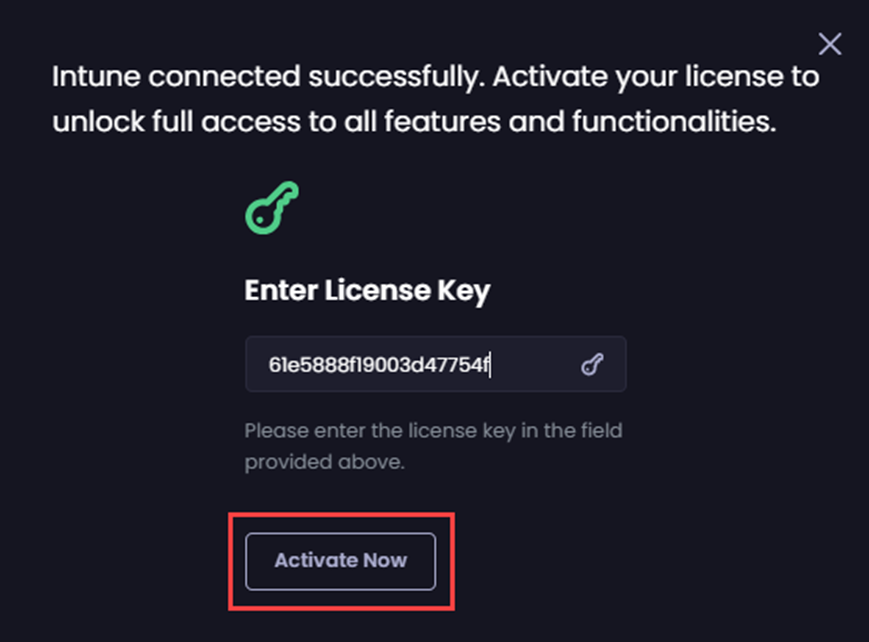 Intune connected successfully. Activate your license to
unlock full access to all features and functionalities.
Enter License Key
61e5888f19003d47754f
Please enter the license key in the field
provided above.
Activate Now